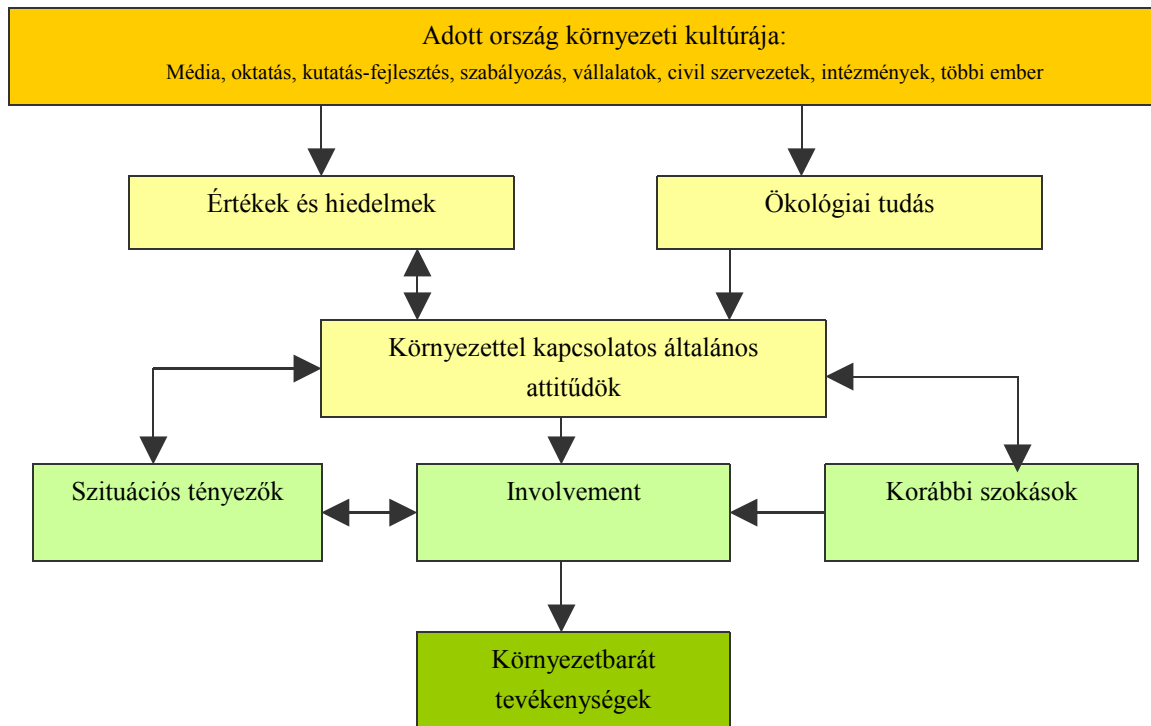 Adott ország környezeti kultúrája:
Média, oktatás, kutatás-fejlesztés, szabályozás, vállalatok, civil szervezetek, intézmények, többi ember
Értékek és hiedelmek
Ökológiai tudás
Környezettel kapcsolatos általános
attitűdök
Szituációs tényezők
Involvement
Korábbi szokások
Környezetbarát
tevékenységek